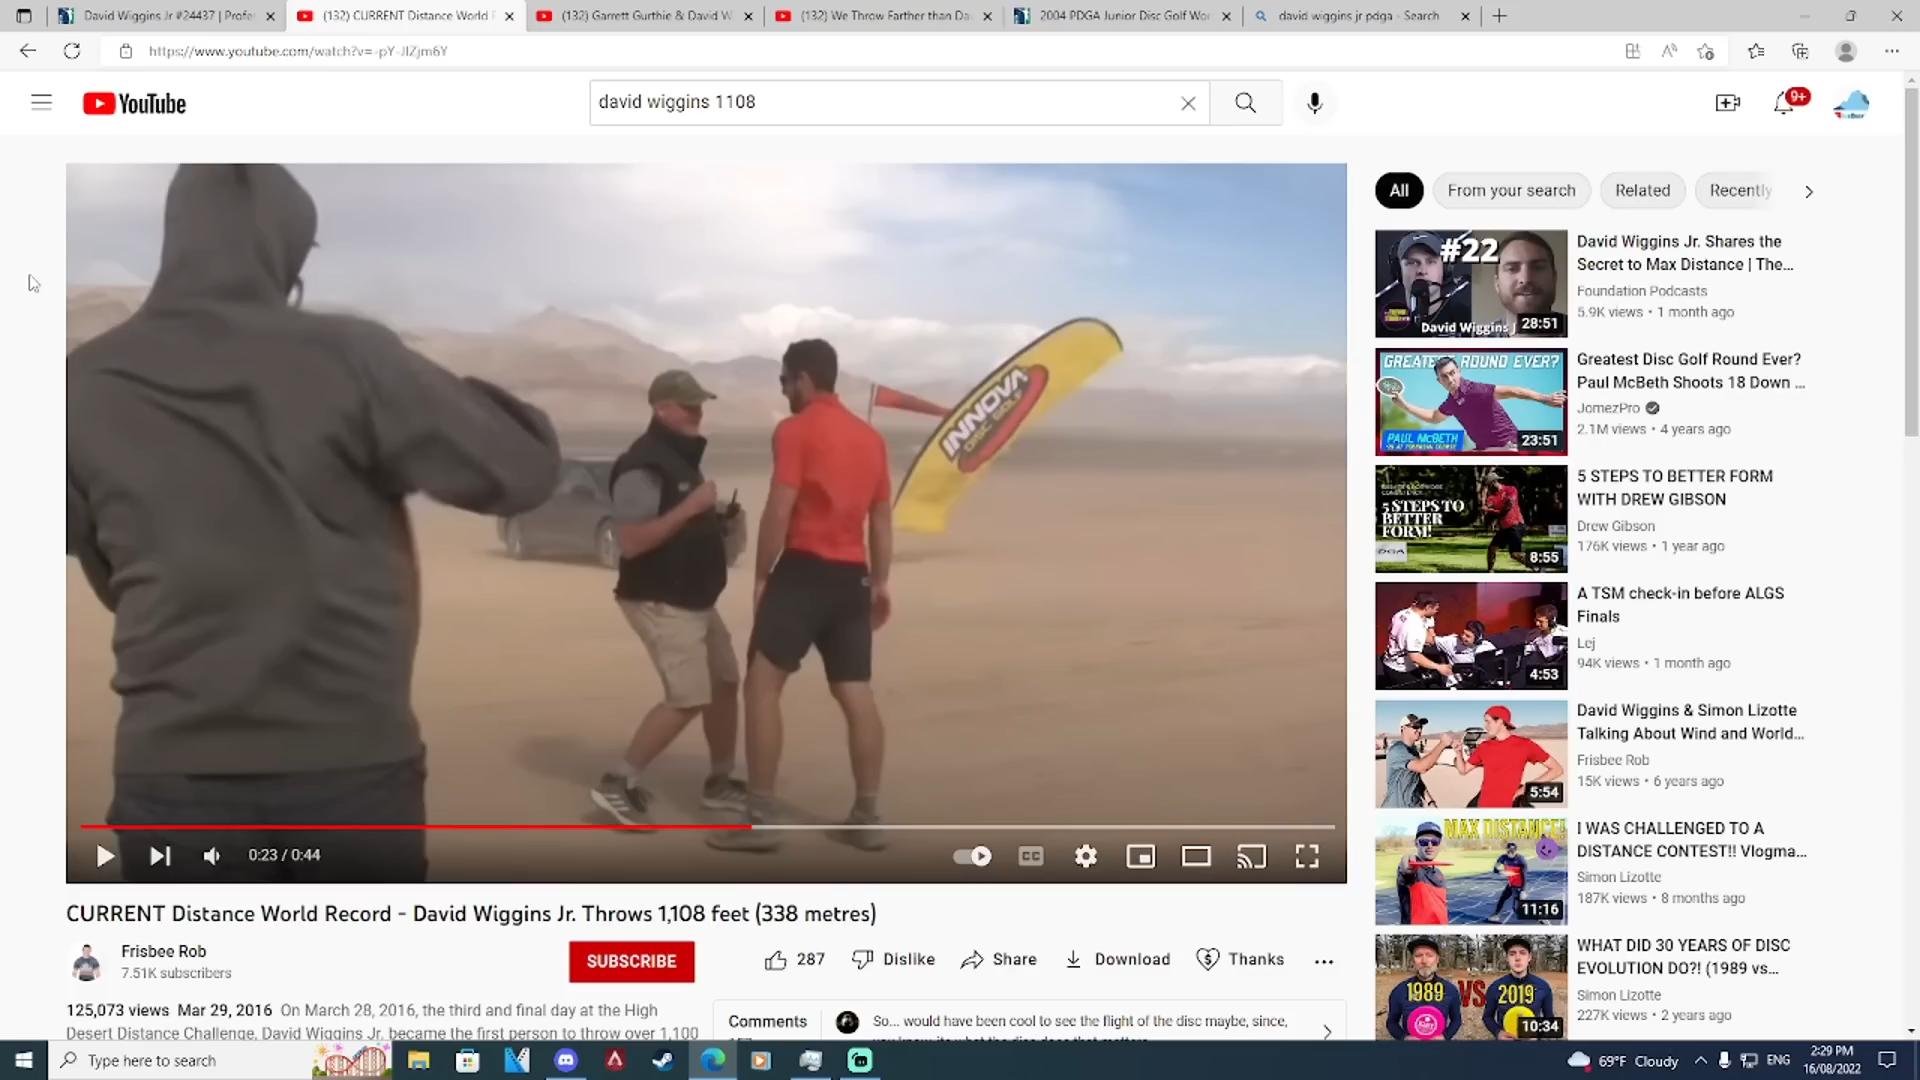 David Wiggins Jr #24437 | Profe
(132) CURRENT Distance World R
(132) Garrett Gurthie & David W
(132) We Throw Farther than Da
2004 PDGA Junior Disc Golf Wor
david wiggins jr pdga - Search
https://www.youtube.com/watch?v=-pY-JIZjm6Y
YouTube
david wiggins 1108
9+
All
From your search
Related
Recently
#22
David Wiggins J
28:51
David Wiggins Jr. Shares the
Secret to Max Distance | The...
Foundation Podcasts
5.9K views • 1 month ago
GREATEST ROUND EVER?
PAUL McBETH
23:51
Greatest Disc Golf Round Ever?
Paul McBeth Shoots 18 Down ...
JomezPro
2.1M views • 4 years ago
5 STEPS TO
BETTER
FORM!
8:55
5 STEPS TO BETTER FORM
WITH DREW GIBSON
Drew Gibson
176K views • 1 year ago
4:53
A TSM check-in before ALGS
Finals
Lej
94K views • 1 month ago
5:54
David Wiggins & Simon Lizotte
Talking About Wind and World...
Frisbee Rob
15K views • 6 years ago
MAX DISTANCE!
11:16
I WAS CHALLENGED TO A
DISTANCE CONTEST!! Vlogma...
Simon Lizotte
187K views • 8 months ago
1989 VS 2019
10:34
WHAT DID 30 YEARS OF DISC
EVOLUTION DO?! (1989 vs...
Simon Lizotte
227K views • 2 years ago
INNOVA
DISC GOLF
0:23 / 0:44
CC
CURRENT Distance World Record - David Wiggins Jr. Throws 1,108 feet (338 metres)
Frisbee Rob
7.51K subscribers
SUBSCRIBE
287
Dislike
Share
Download
Thanks
125,073 views Mar 29, 2016 On March 28, 2016, the third and final day at the High
Desert Distance Challenge, David Wiggins Jr. became the first person to throw over 1,100
Comments
So... would have been cool to see the flight of the disc maybe, since,
Type here to search
69°F Cloudy
ENG
2:29 PM
16/08/2022